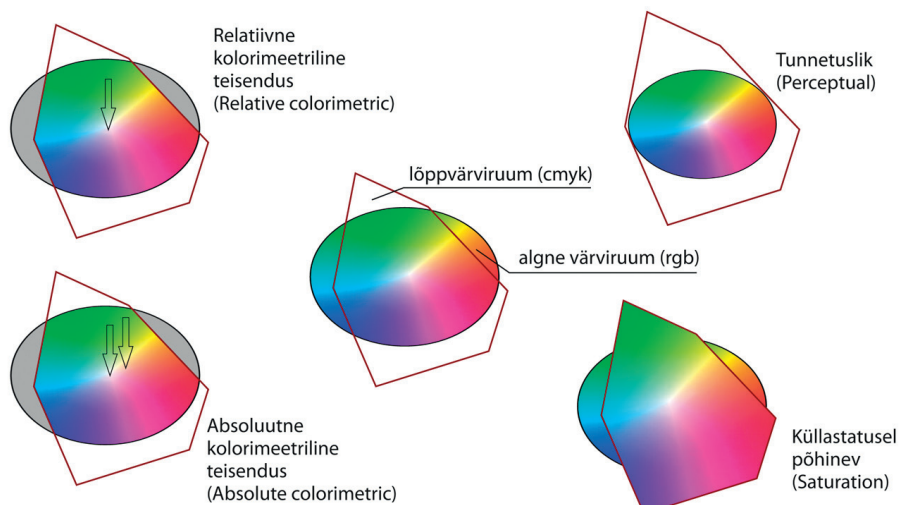 Relatiivne
kolorimeetriline
teisendus
(Relative colorimetric)
Tunnetuslik
(Perceptual)
lõppvärviruum (cmyk)
algne värviruum (rgb)
Absoluutne
kolorimeetriline
teisendus
(Absolute colorimetric)
Küllastatusel
põhinev
(Saturation)